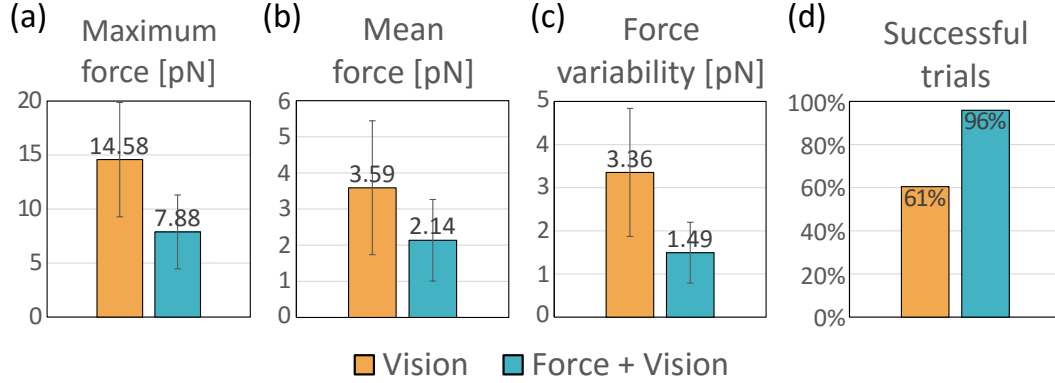 (a)
Maximum
force [pN]
20
15
10
5
0
14.58
7.88
(b)
Mean
force [pN]
6
5
4
3
2
1
0
3.59
2.14
(c)
Force
variability [pN]
5
4
3
2
1
0
3.36
1.49
(d)
Successful
trials
100%
80%
60%
40%
20%
0%
61%
96%
Vision
Force + Vision